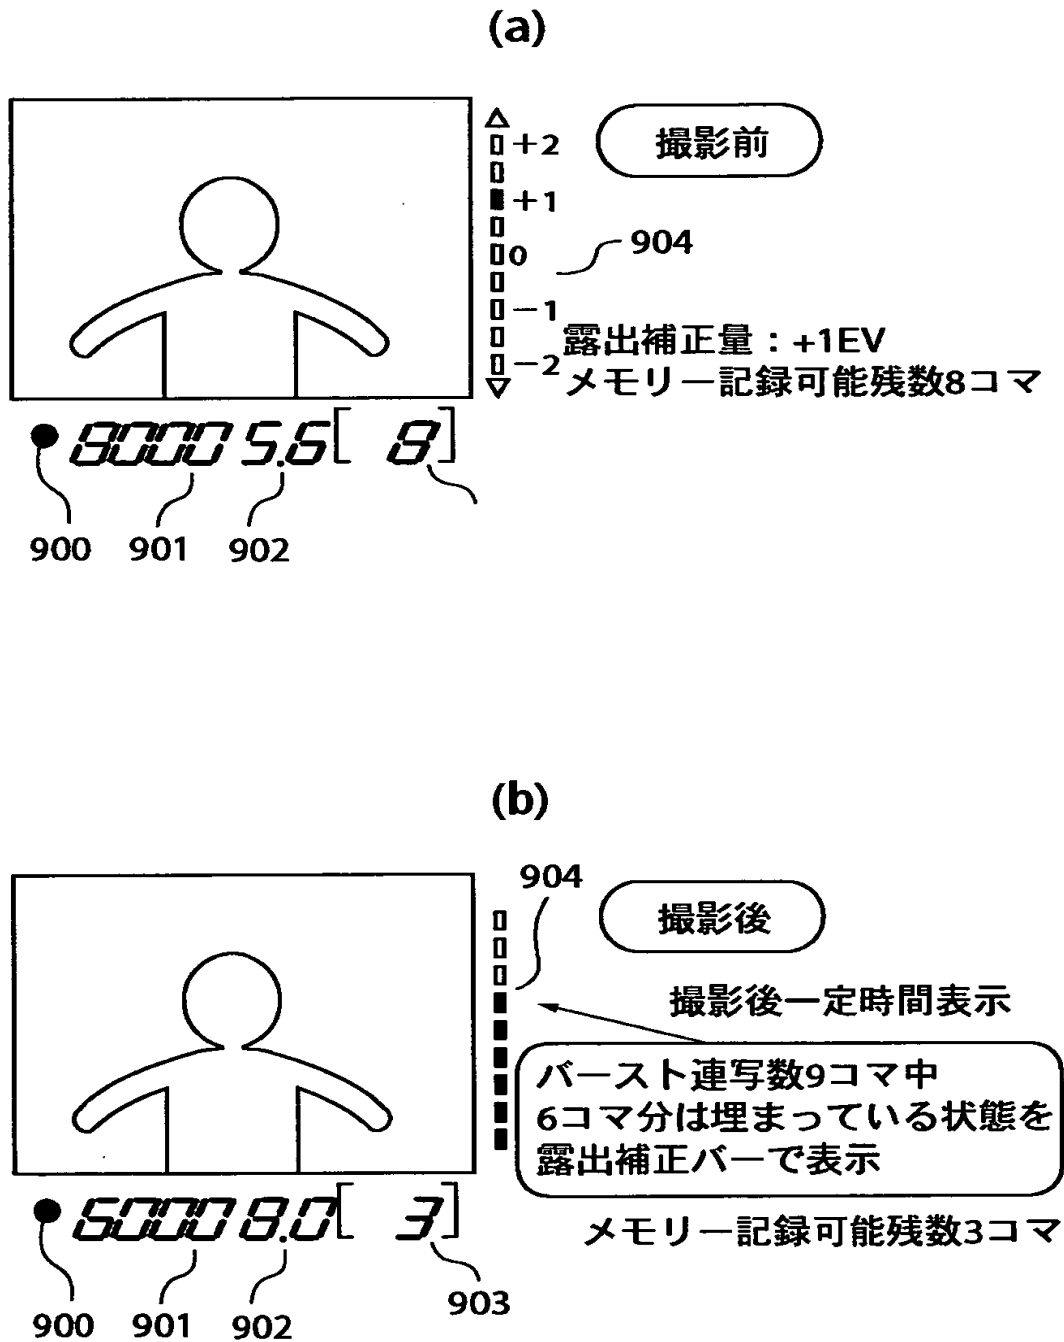 (a)
撮影前
+2
+1
0
904
−1
−2
露出補正量：+1EV
メモリー記録可能残数8コマ
8000 5.6 [ 8 ]
900
901
902
(b)
904
撮影後
撮影後一定時間表示
バースト連写数9コマ中
6コマ分は埋まっている状態を
露出補正バーで表示
6000 8.0 [ 3 ]
メモリー記録可能残数3コマ
900
901
902
903